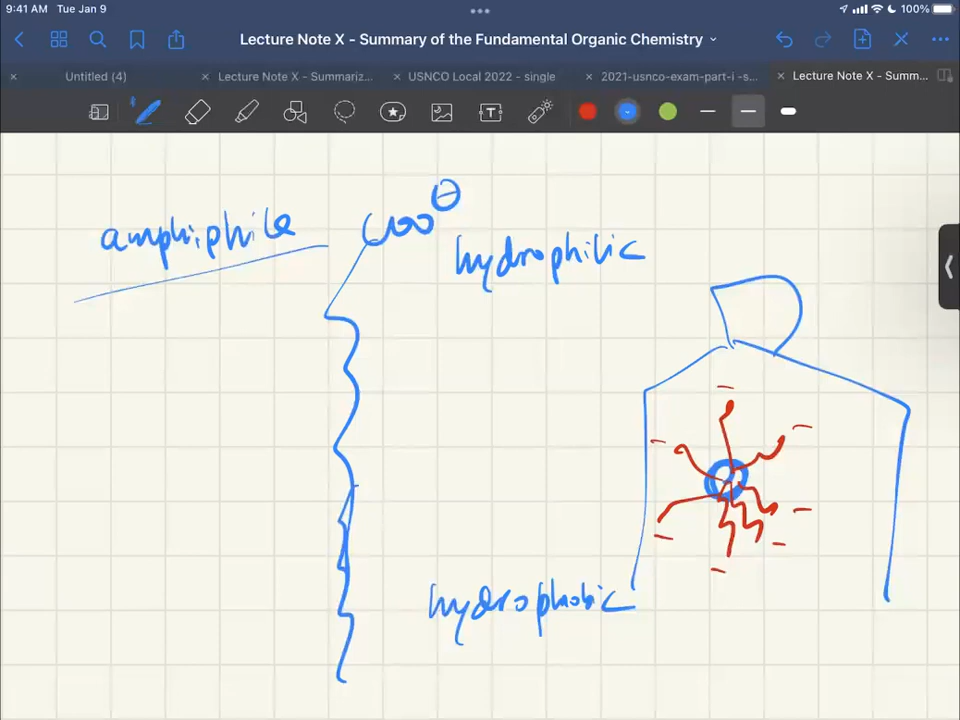 9:41 AM Tue Jan 9
100%
Lecture Note X - Summary of the Fundamental Organic Chemistry
Untitled (4)
Lecture Note X - Summariz...
USNCO Local 2022 - single
2021-usnco-exam-part-i -s...
Lecture Note X - Summ...
T
amphiphile
COO⊖
hydrophilic
hydrophobic